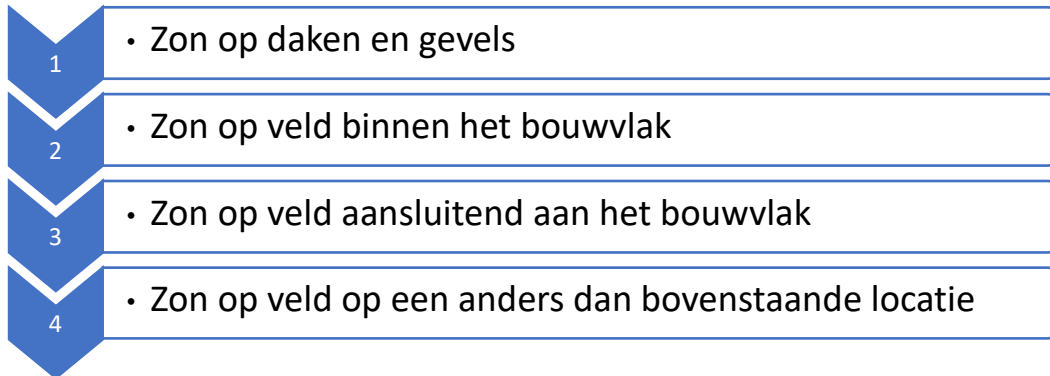 1
• Zon op daken en gevels
2
• Zon op veld binnen het bouwvlak
3
• Zon op veld aansluitend aan het bouwvlak
4
• Zon op veld op een anders dan bovenstaande locatie